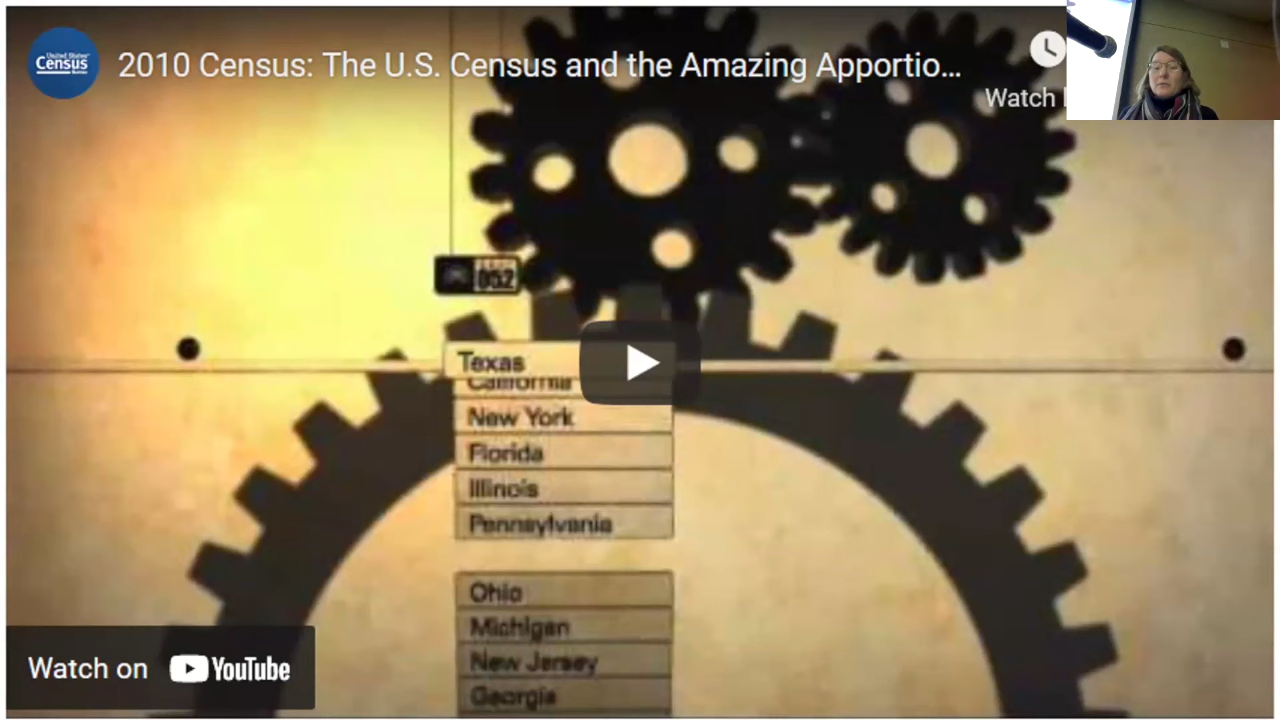 United States®
Census
Bureau
2010 Census: The U.S. Census and the Amazing Apportio...
Watch
052
Texas
California
New York
Florida
Illinois
Pennsylvania
Ohio
Michigan
New Jersey
Georgia
Watch on YouTube